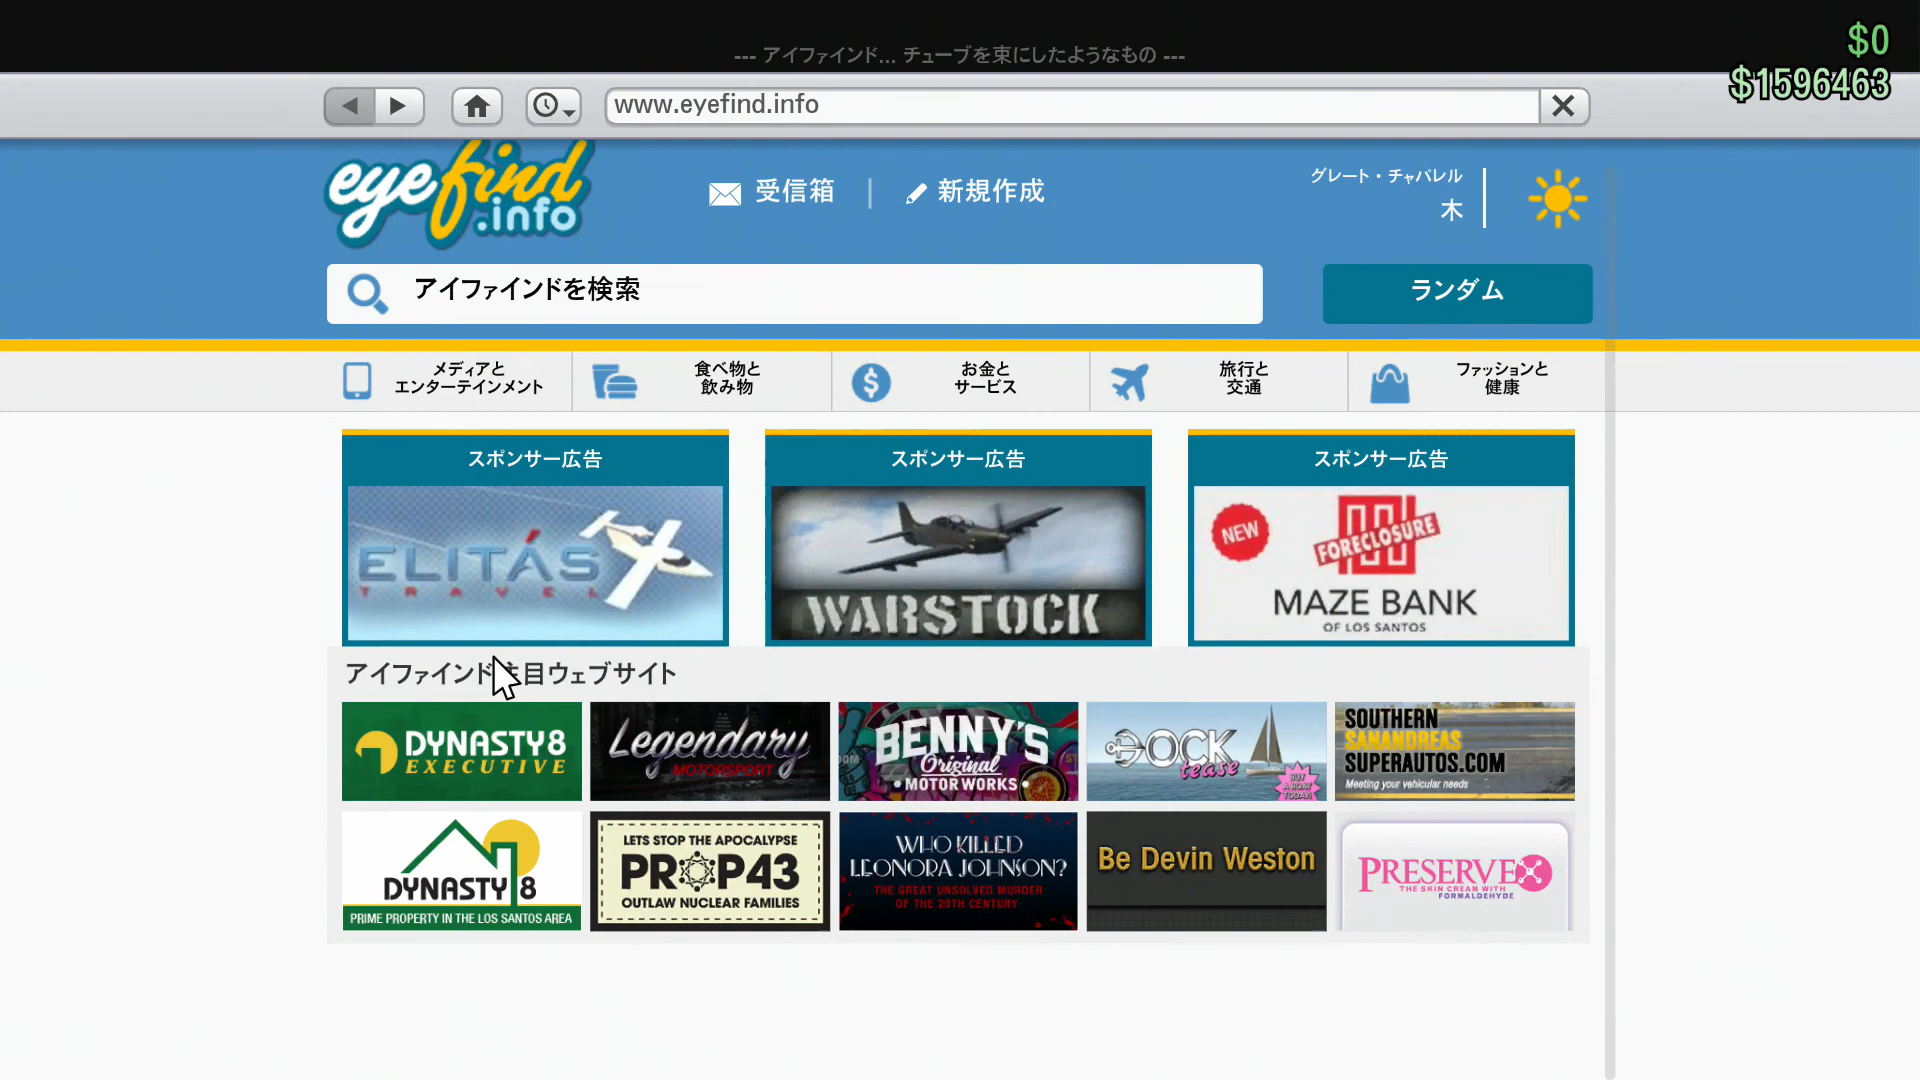 --- アイファインド... チューブを束にしたようなもの ---
$0
$1596463
www.eyefind.info
eyefind
.info
受信箱 | 新規作成
グレート・チャパレル
木
アイファインドを検索
ランダム
メディアと
エンターテインメント
食べ物と
飲み物
お金と
サービス
旅行と
交通
ファッションと
健康
スポンサー広告
ELITÁS
TRAVEL
スポンサー広告
WARSTOCK
スポンサー広告
NEW
FORECLOSURE
MAZE BANK
OF LOS SANTOS
アイファインド注目ウェブサイト
DYNASTY8
EXECUTIVE
Legendary
MOTORSPORT
BENNY'S
Original
•MOTORWORKS•
DOCK
tease
BUY
A BOAT
TODAY!
SOUTHERN
SANANDREAS
SUPERAUTOS.COM
Meeting your vehicular needs
DYNASTY 8
PRIME PROPERTY IN THE LOS SANTOS AREA
LETS STOP THE APOCALYPSE
PROP43
OUTLAW NUCLEAR FAMILIES
WHO KILLED
LEONORA JOHNSON?
THE GREAT UNSOLVED MURDER
OF THE 20TH CENTURY
Be Devin Weston
PRESERVEX
THE SKIN CREAM WITH
FORMALDEHYDE